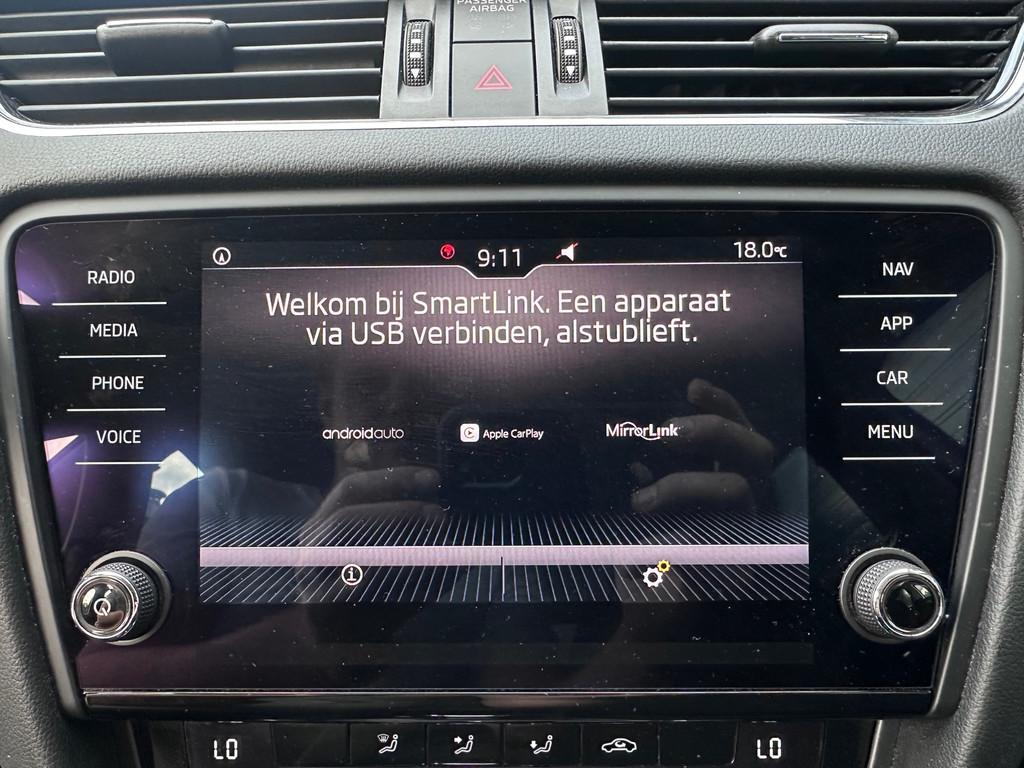 PASSENGER
AIRBAG
9:11
18.0°C
RADIO
MEDIA
PHONE
VOICE
Welkom bij SmartLink. Een apparaat
via USB verbinden, alstublieft.
androidauto
Apple CarPlay
MirrorLink
NAV
APP
CAR
MENU
LO
LO